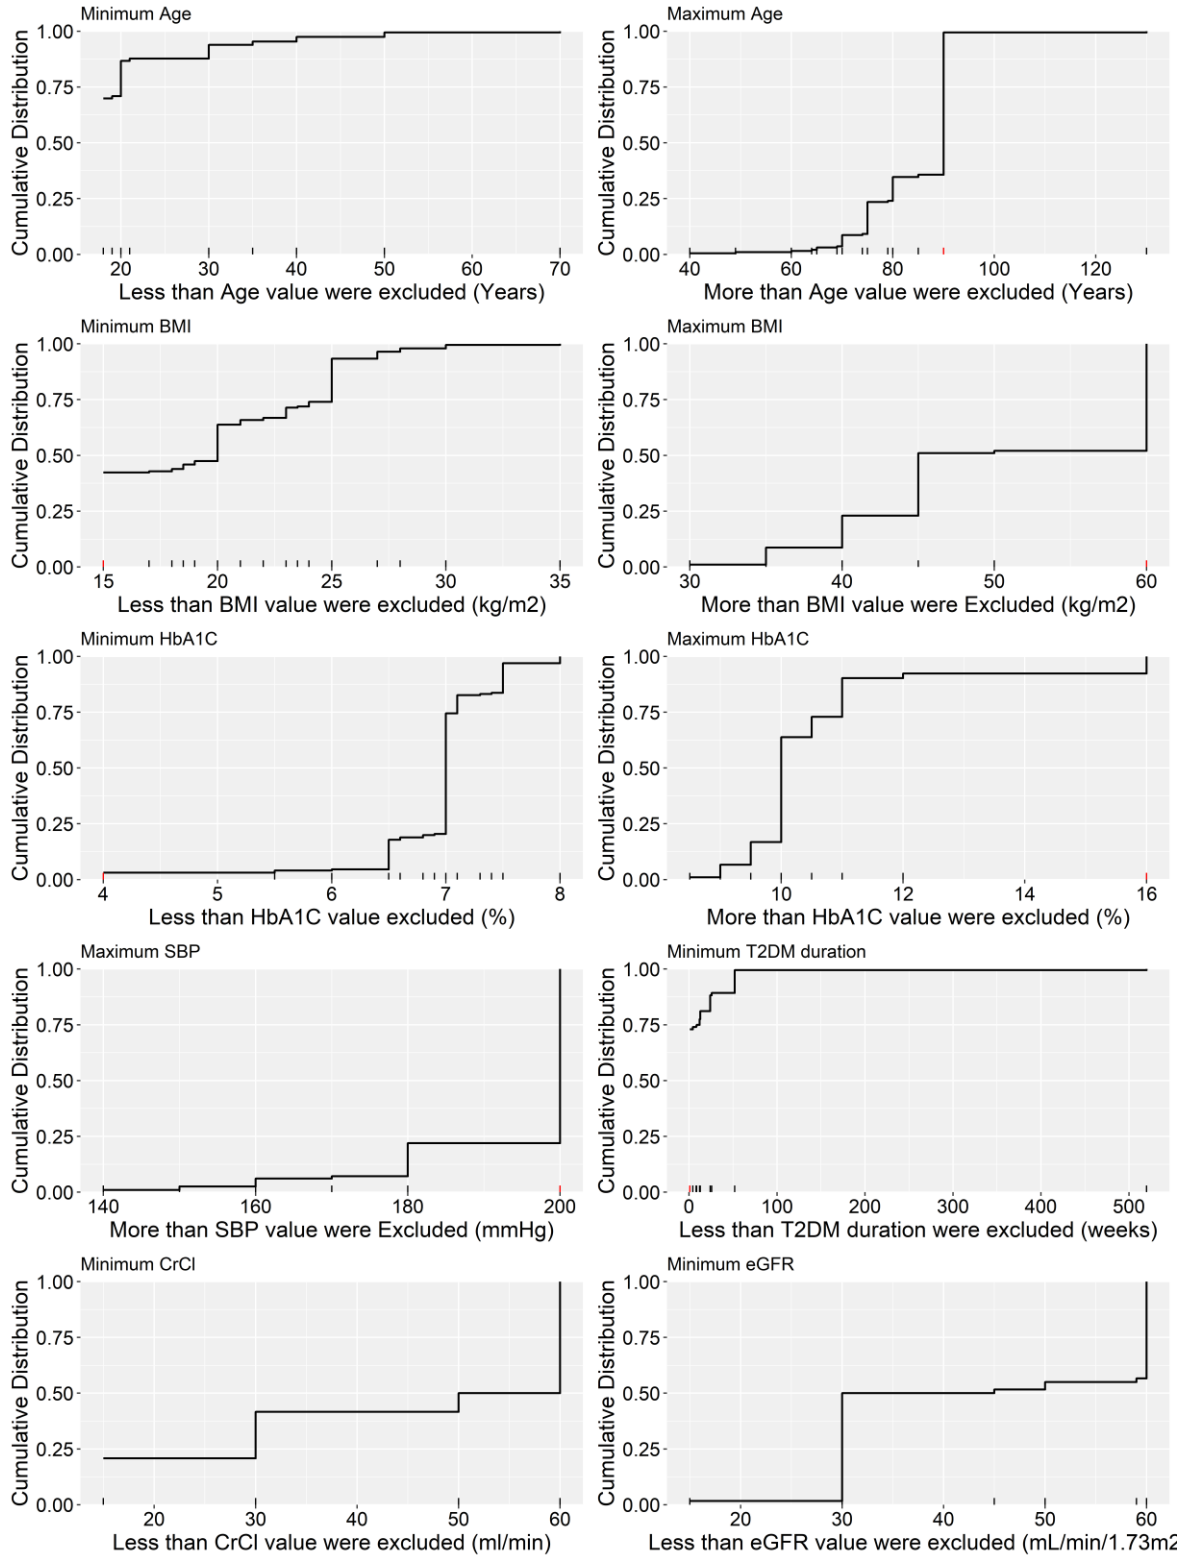 Minimum Age
Cumulative Distribution
1.00
0.75
0.50
0.25
0.00
20 30 40 50 60 70
Less than Age value were excluded (Years)
Maximum Age
Cumulative Distribution
1.00
0.75
0.50
0.25
0.00
40 60 80 100 120
More than Age value were excluded (Years)
Minimum BMI
Cumulative Distribution
1.00
0.75
0.50
0.25
0.00
15 20 25 30 35
Less than BMI value were excluded (kg/m2)
Maximum BMI
Cumulative Distribution
1.00
0.75
0.50
0.25
0.00
30 40 50 60
More than BMI value were Excluded (kg/m2)
Minimum HbA1C
Cumulative Distribution
1.00
0.75
0.50
0.25
0.00
4 5 6 7 8
Less than HbA1C value excluded (%)
Maximum HbA1C
Cumulative Distribution
1.00
0.75
0.50
0.25
0.00
10 12 14 16
More than HbA1C value were excluded (%)
Maximum SBP
Cumulative Distribution
1.00
0.75
0.50
0.25
0.00
140 160 180 200
More than SBP value were Excluded (mmHg)
Minimum T2DM duration
Cumulative Distribution
1.00
0.75
0.50
0.25
0.00
0 100 200 300 400 500
Less than T2DM duration were excluded (weeks)
Minimum CrCl
Cumulative Distribution
1.00
0.75
0.50
0.25
0.00
20 30 40 50 60
Less than CrCl value were excluded (ml/min)
Minimum eGFR
Cumulative Distribution
1.00
0.75
0.50
0.25
0.00
20 30 40 50 60
Less than eGFR value were excluded (mL/min/1.73m2